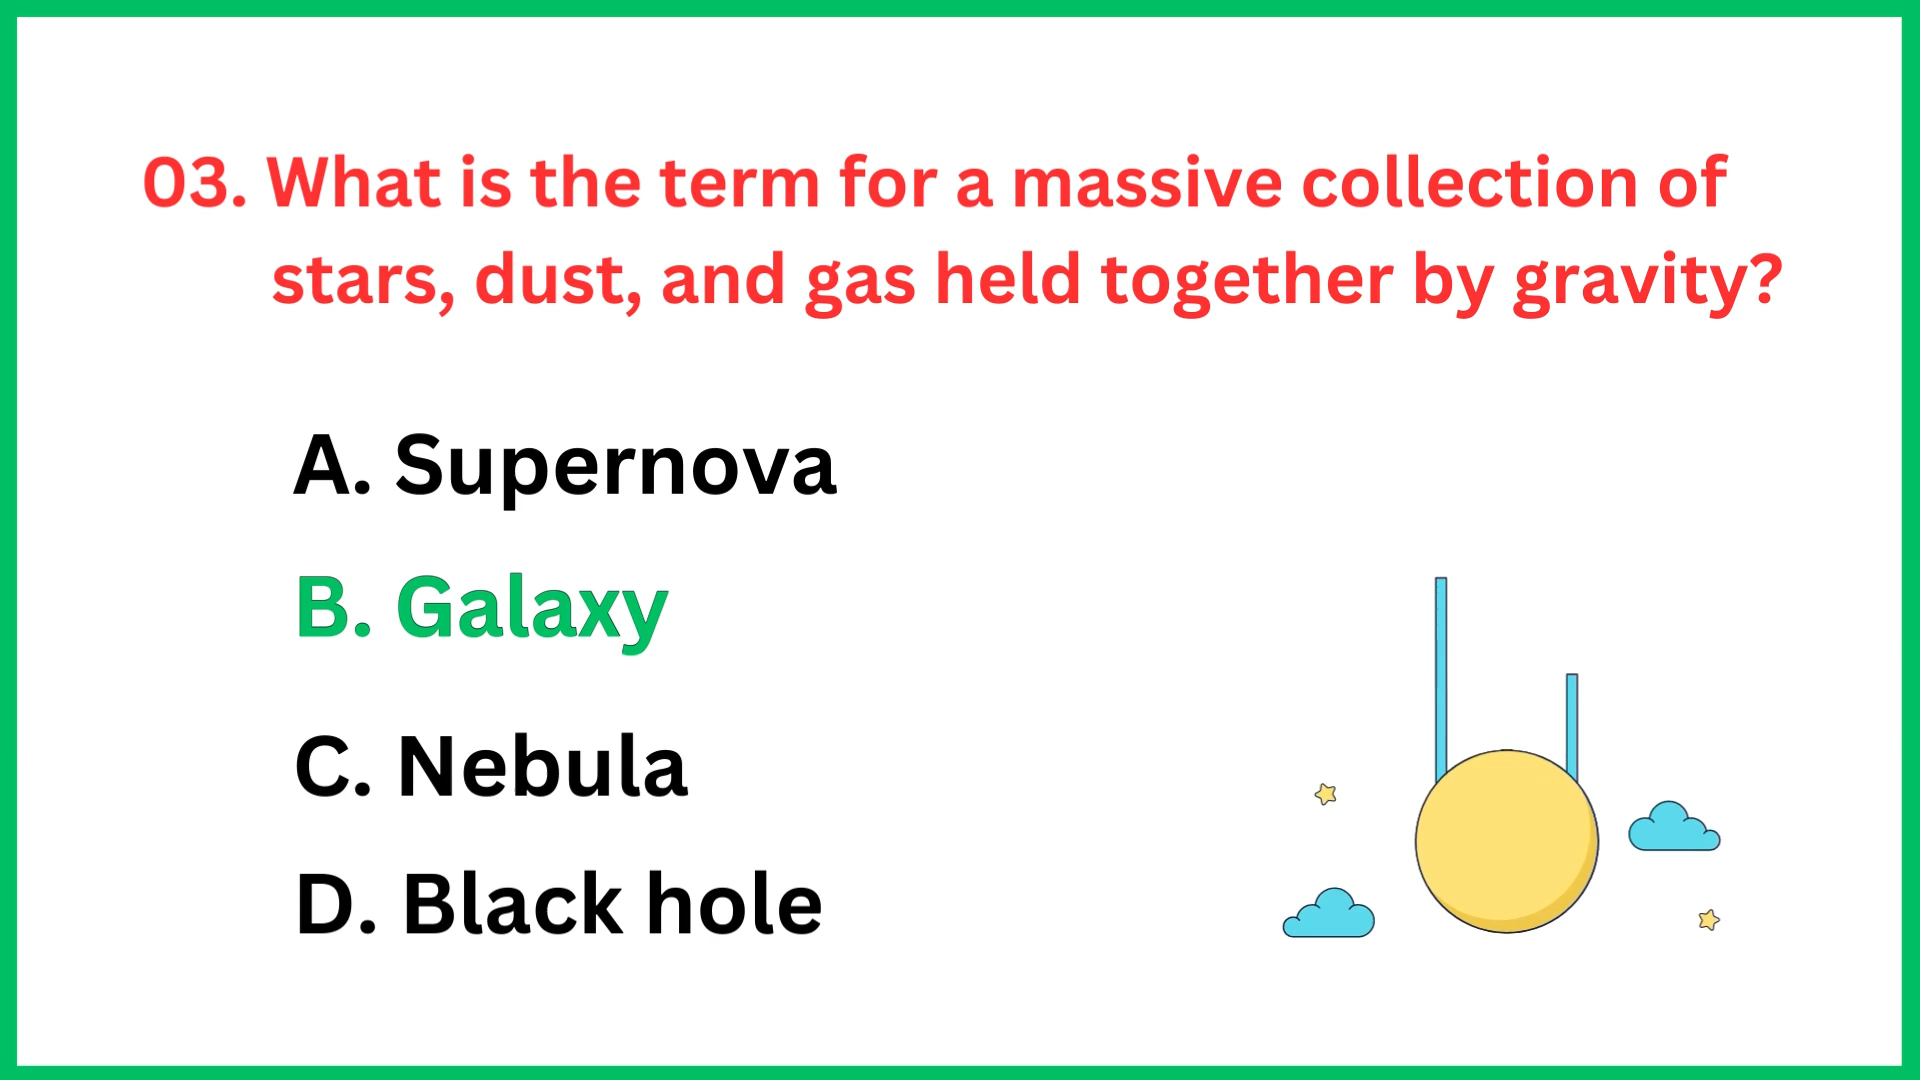 03. What is the term for a massive collection of
stars, dust, and gas held together by gravity?
A. Supernova
B. Galaxy
C. Nebula
D. Black hole